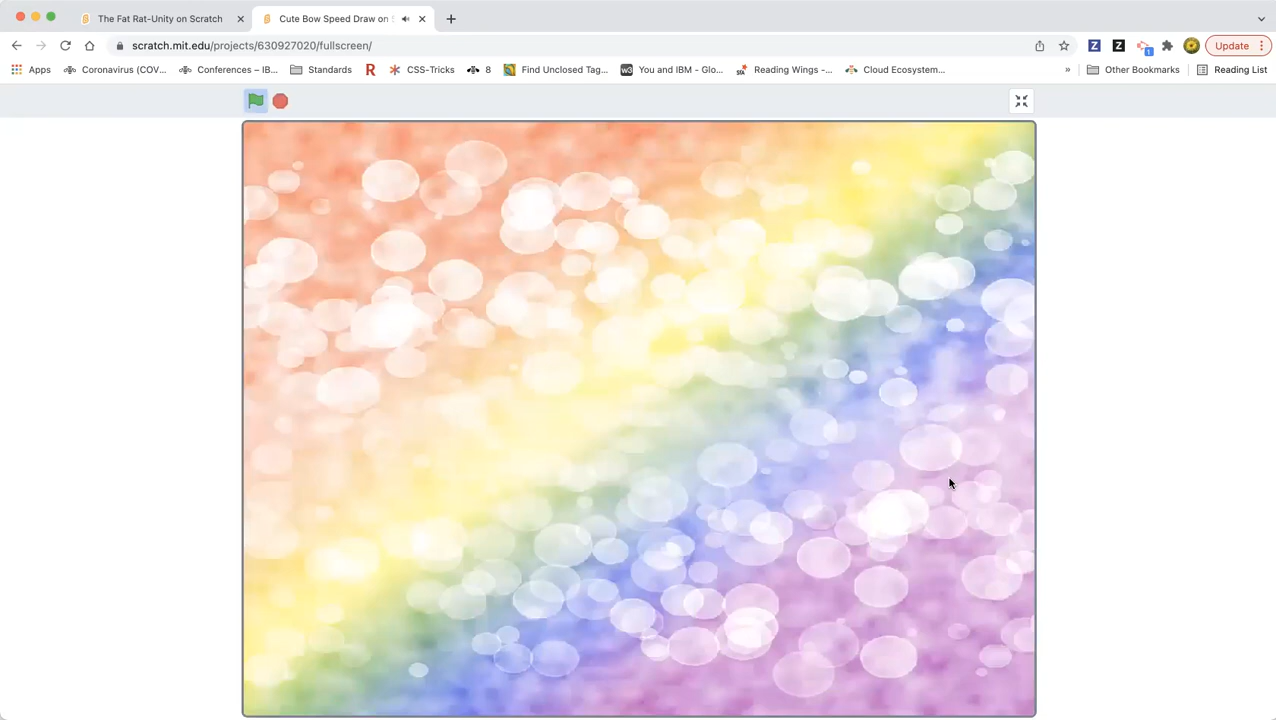 The Fat Rat-Unity on Scratch
Cute Bow Speed Draw on
scratch.mit.edu/projects/630927020/fullscreen/
Update
Apps Coronavirus (COV... Conferences – IB... Standards R CSS-Tricks 8 Find Unclosed Tag... w3 You and IBM - Glo... Reading Wings -... Cloud Ecosystem... » Other Bookmarks Reading List